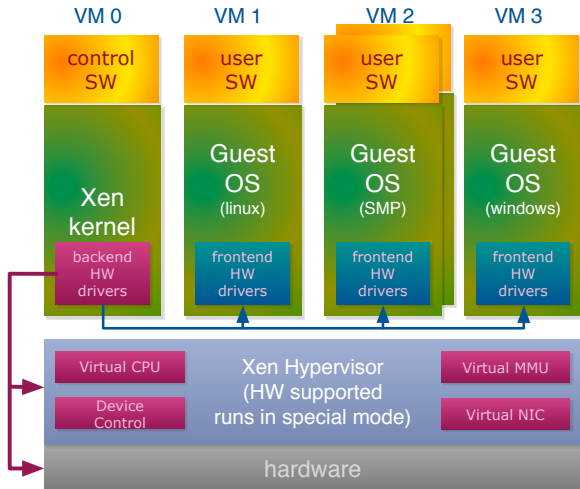 VM 0
VM 1
VM 2
VM 3
control
SW
user
SW
user
SW
user
SW
Xen
kernel
Guest
OS
(linux)
Guest
OS
(SMP)
Guest
OS
(windows)
backend
HW
drivers
frontend
HW
drivers
frontend
HW
drivers
frontend
HW
drivers
Virtual CPU
Device
Control
Xen Hypervisor
(HW supported
runs in special mode)
Virtual MMU
Virtual NIC
hardware